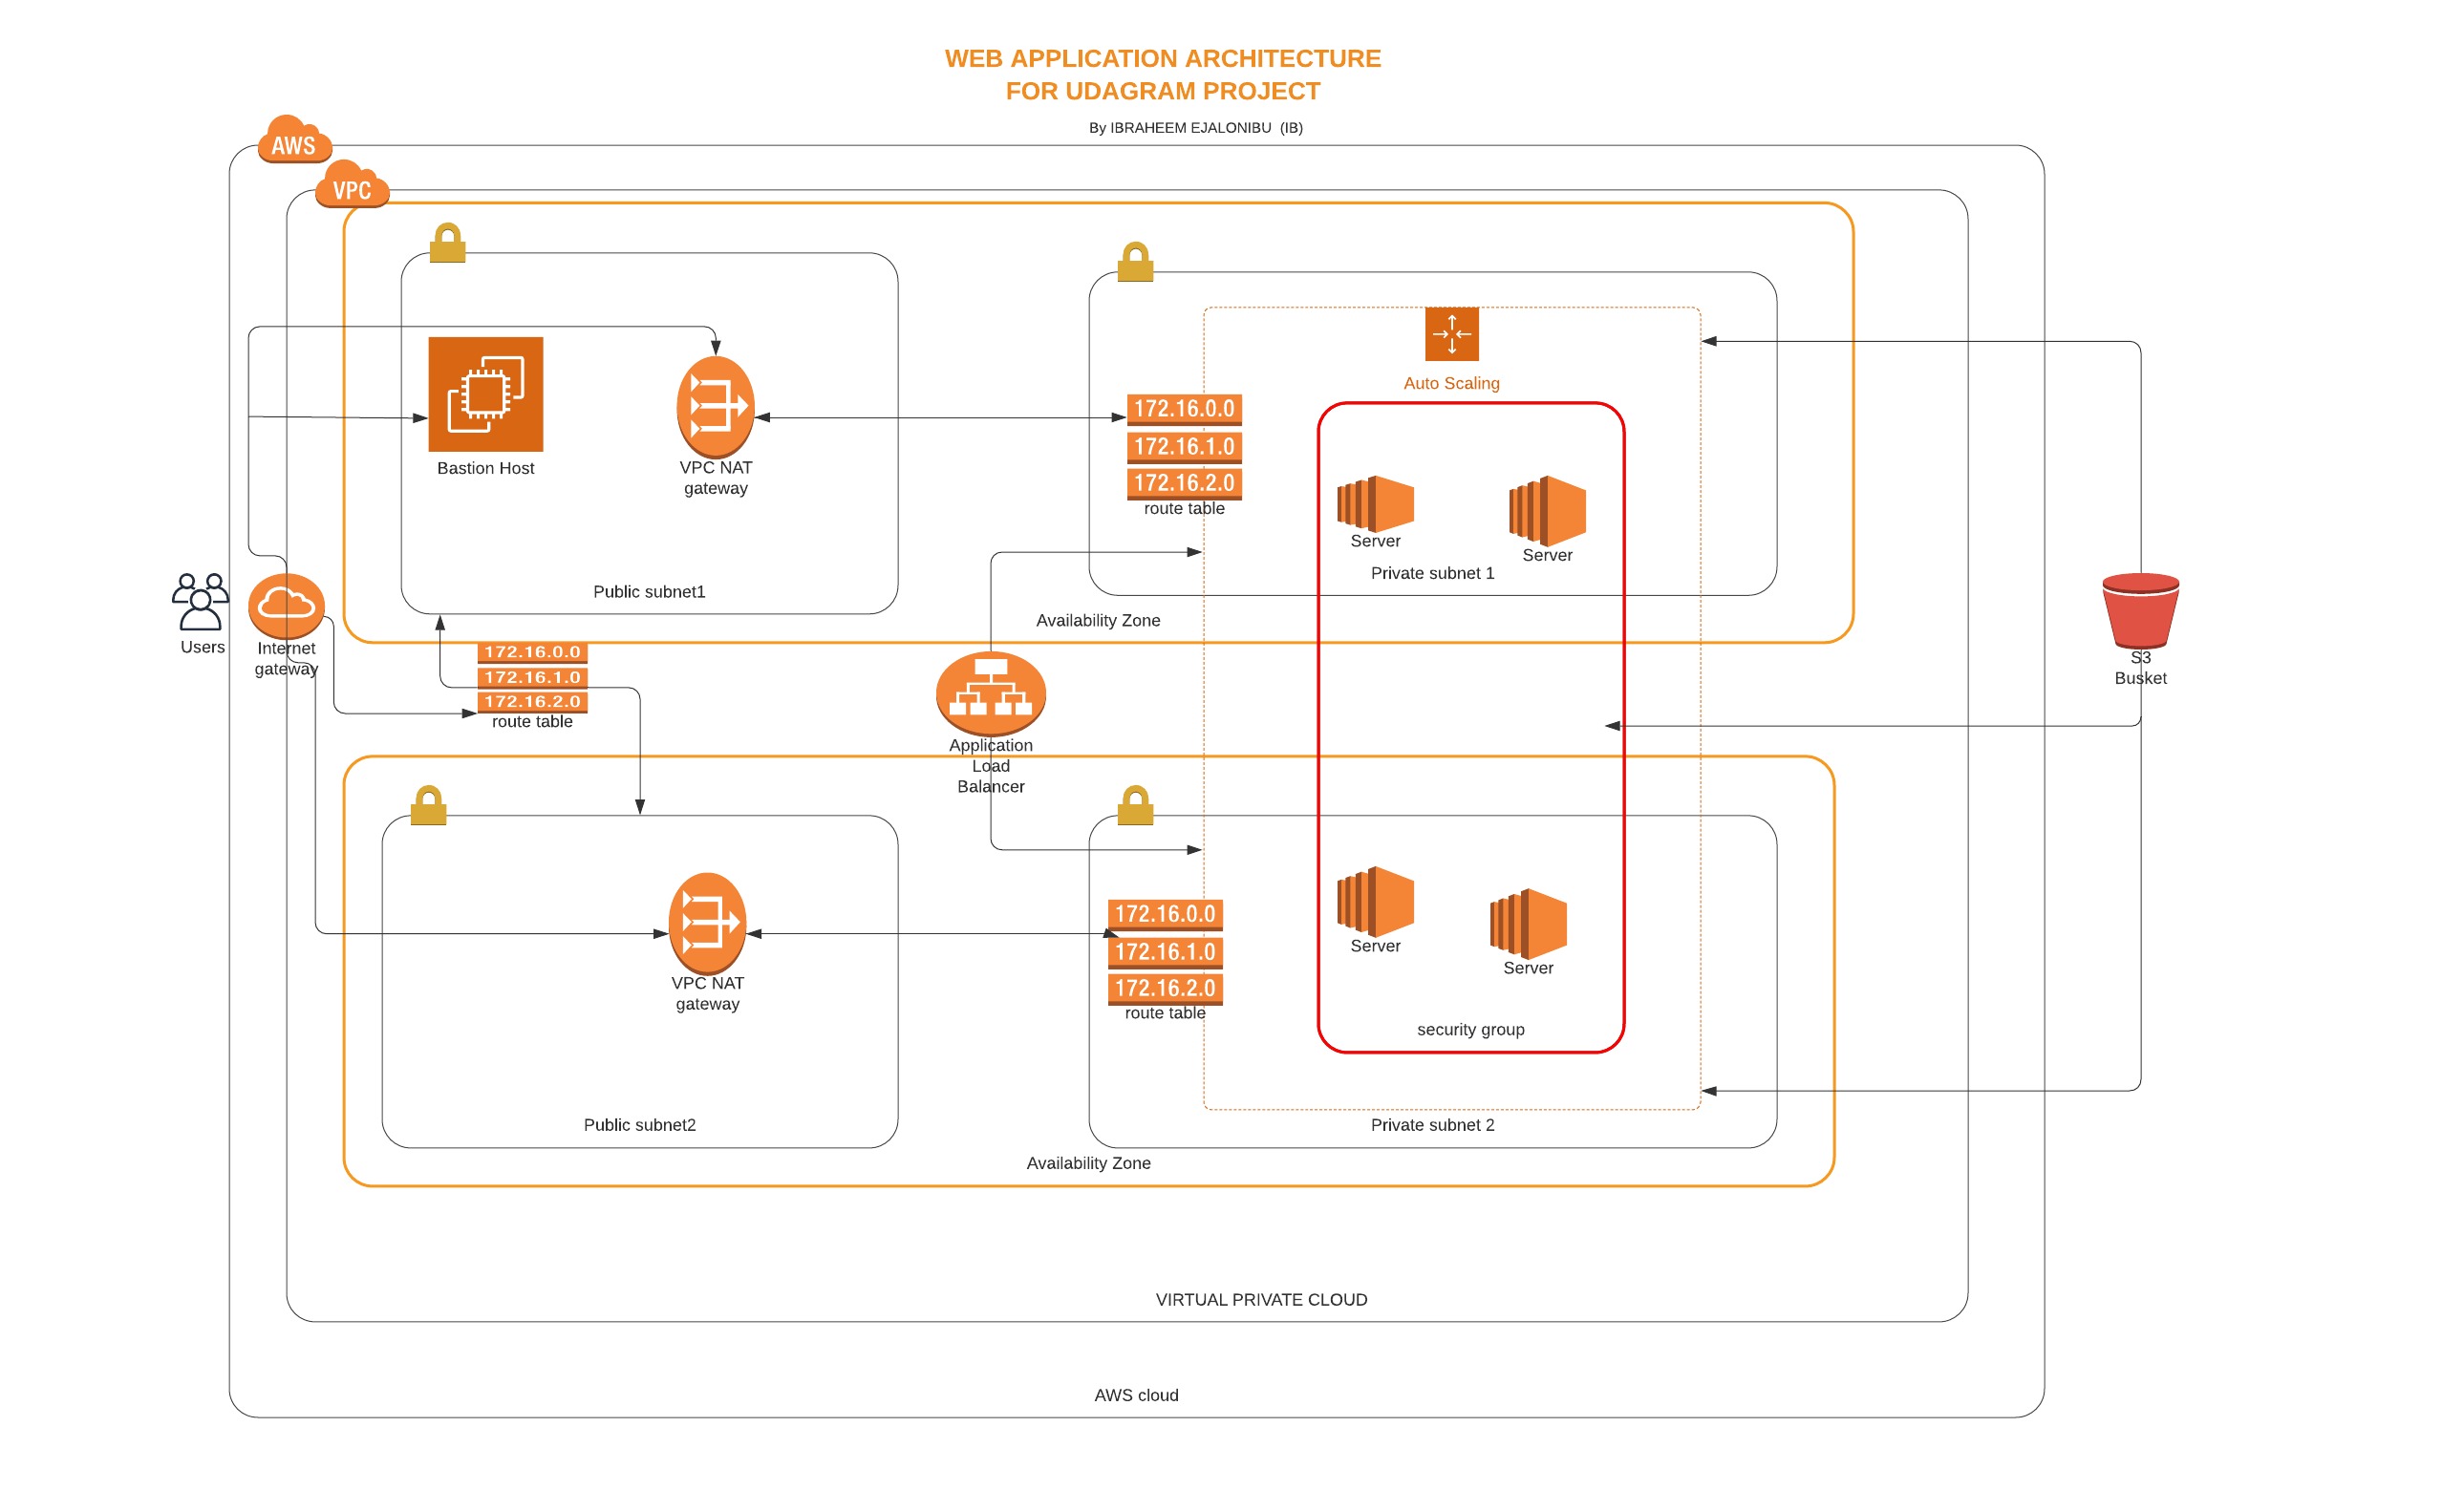 WEB APPLICATION ARCHITECTURE
FOR UDAGRAM PROJECT
By IBRAHEEM EJALONIBU (IB)
AWS
VPC
Auto Scaling
172.16.0.0
172.16.1.0
172.16.2.0
route table
Bastion Host
VPC NAT
gateway
Server
Server
Private subnet 1
Public subnet1
Availability Zone
Users
Internet
gateway
172.16.0.0
172.16.1.0
172.16.2.0
route table
Application
Load
Balancer
S3
Busket
172.16.0.0
172.16.1.0
172.16.2.0
route table
VPC NAT
gateway
Server
Server
security group
Public subnet2
Private subnet 2
Availability Zone
VIRTUAL PRIVATE CLOUD
AWS cloud